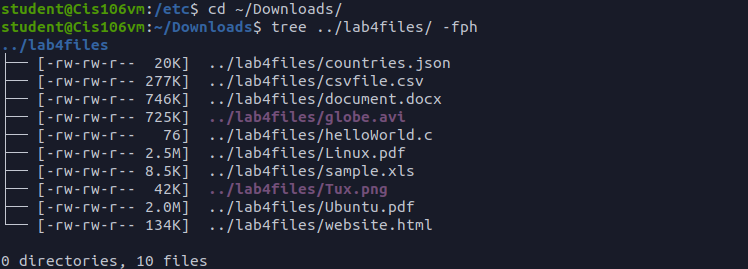 student@Cis106vm:/etc$ cd ~/Downloads/
student@Cis106vm:~/Downloads$ tree ../lab4files/ -fph
../lab4files
├── [-rw-rw-r--  20K]  ../lab4files/countries.json
├── [-rw-rw-r-- 277K]  ../lab4files/csvfile.csv
├── [-rw-rw-r-- 746K]  ../lab4files/document.docx
├── [-rw-rw-r-- 725K]  ../lab4files/globe.avi
├── [-rw-rw-r--   76]  ../lab4files/helloWorld.c
├── [-rw-rw-r-- 2.5M]  ../lab4files/Linux.pdf
├── [-rw-rw-r-- 8.5K]  ../lab4files/sample.xls
├── [-rw-rw-r--  42K]  ../lab4files/Tux.png
├── [-rw-rw-r-- 2.0M]  ../lab4files/Ubuntu.pdf
└── [-rw-rw-r-- 134K]  ../lab4files/website.html
0 directories, 10 files